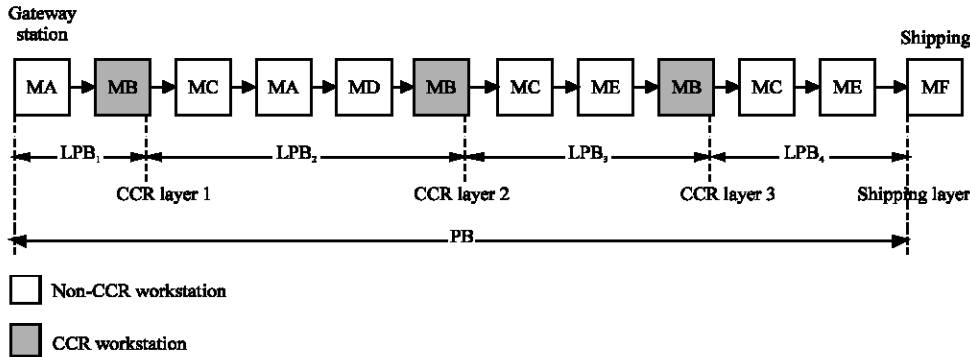 Gateway
station
Shipping
MA MB MC MA MD MB MC ME MB MC ME MF
LPB₁ LPB₂ LPB₃ LPB₄
CCR layer 1 CCR layer 2 CCR layer 3 Shipping layer
PB
Non-CCR workstation
CCR workstation